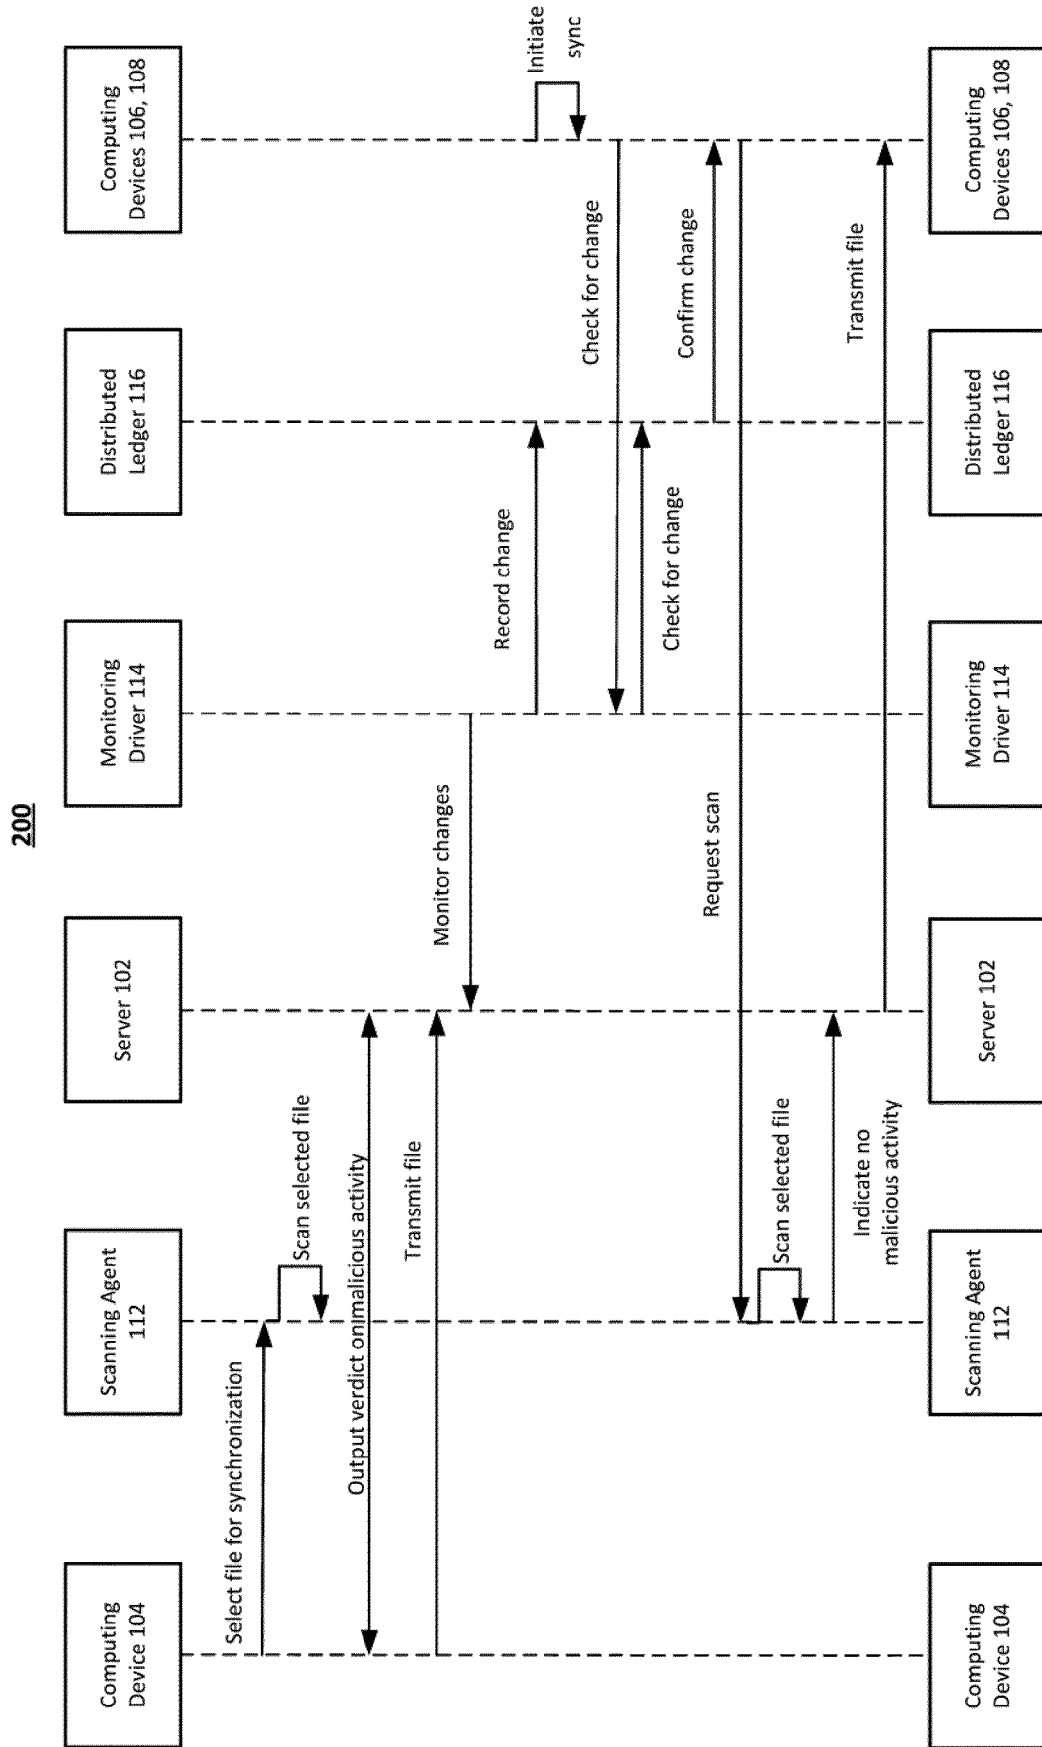 200
Computing
Device 104
Scanning Agent
112
Server 102
Monitoring
Driver 114
Distributed
Ledger 116
Computing
Devices 106, 108
Select file for synchronization
Scan selected file
Output verdict on malicious activity
Transmit file
Monitor changes
Record change
Initiate
sync
Check for change
Check for change
Confirm change
Request scan
Scan selected file
Indicate no
malicious activity
Transmit file
Computing
Device 104
Scanning Agent
112
Server 102
Monitoring
Driver 114
Distributed
Ledger 116
Computing
Devices 106, 108